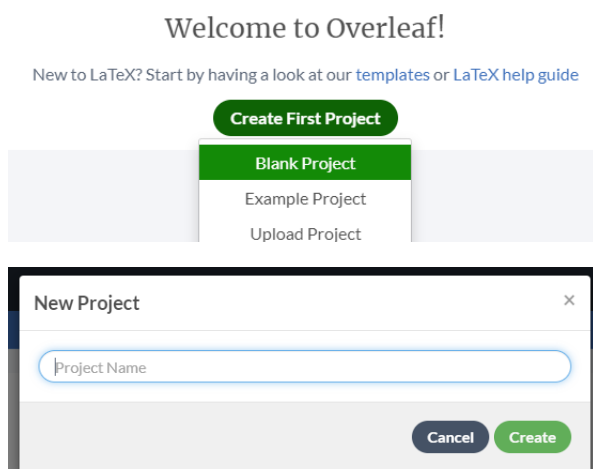 Welcome to Overleaf!
New to LaTeX? Start by having a look at our templates or LaTeX help guide
Create First Project
Blank Project
Example Project
Upload Project
New Project
×
Project Name
Cancel Create